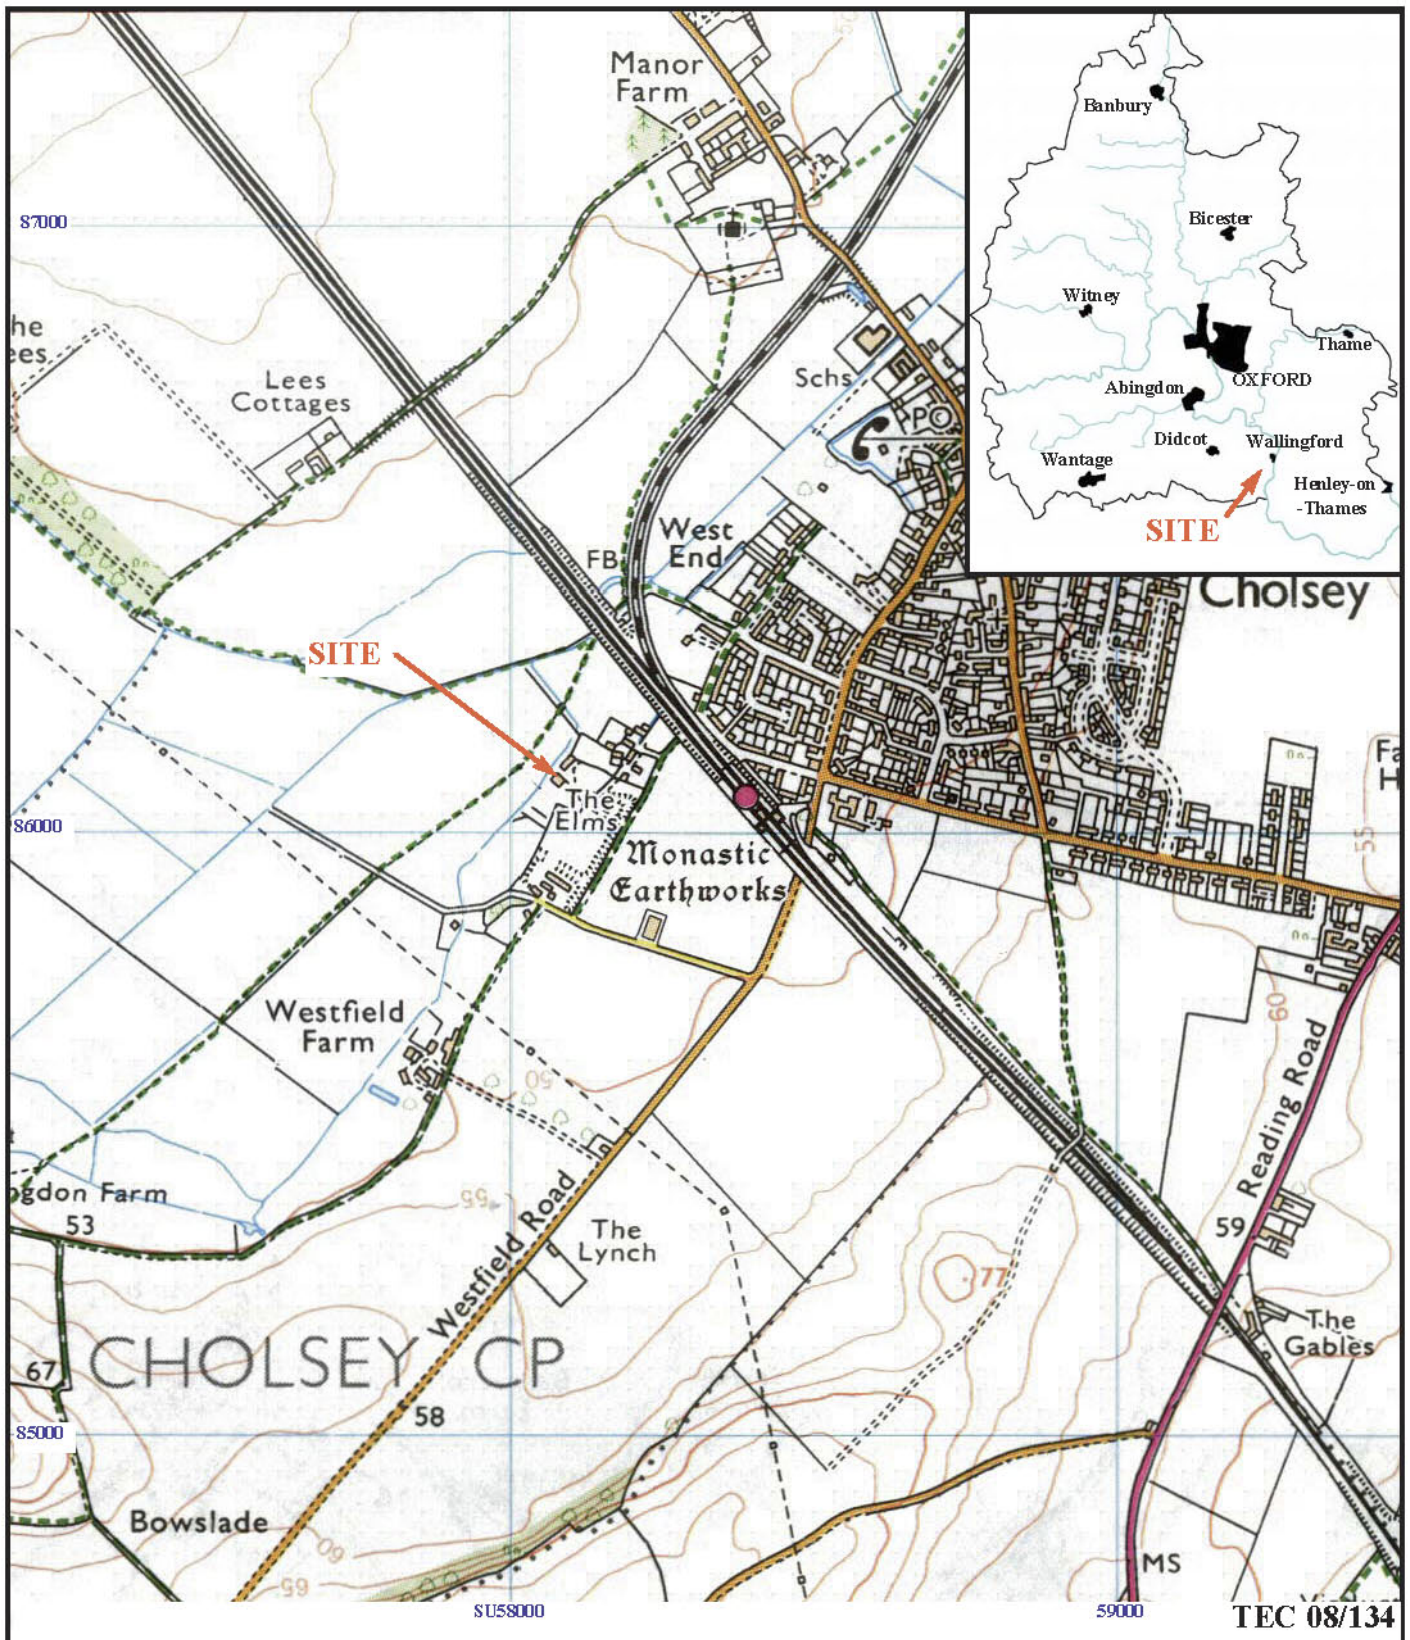 Manor
Farm
50
87000
he
ees
Lees
Cottages
Schs
PO
Banbury
Bicester
Witney
Thame
OXFORD
Abingdon
Didcot
Wallingford
Wantage
Henley-on
-Thames
SITE
West
End
FB
Cholsey
SITE
Fa
H
The
Elms
86000
Monastic
Earthworks
55
60
Westfield
Farm
50
Reading Road
gdon Farm
53
55
59
Westfield Road
The
Lynch
77
The
Gables
67
CHOLSEY CP
58
85000
Bowslade
60
65
MS
SU58000
59000
TEC 08/134